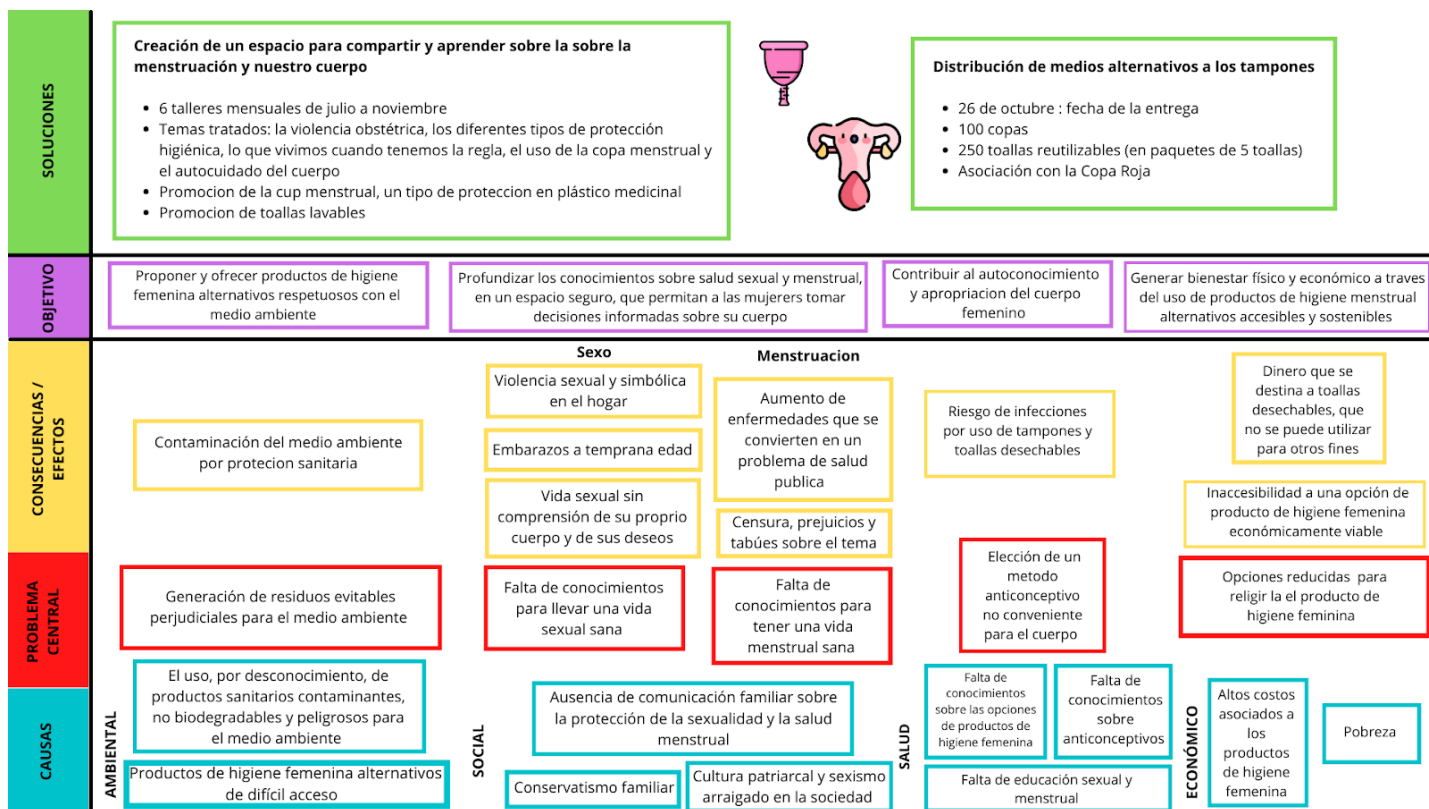 SOLUCIONES
Creación de un espacio para compartir y aprender sobre la sobre la
menstruación y nuestro cuerpo
• 6 talleres mensuales de julio a noviembre
• Temas tratados: la violencia obstétrica, los diferentes tipos de protección
higiénica, lo que vivimos cuando tenemos la regla, el uso de la copa menstrual y
el autocuidado del cuerpo
• Promocion de la cup menstrual, un tipo de proteccion en plástico medicinal
• Promocion de toallas lavables
Distribución de medios alternativos a los tampones
• 26 de octubre : fecha de la entrega
• 100 copas
• 250 toallas reutilizables (en paquetes de 5 toallas)
• Asociación con la Copa Roja
OBJETIVO
Proponer y ofrecer productos de higiene
femenina alternativos respetuosos con el
medio ambiente
Profundizar los conocimientos sobre salud sexual y menstrual,
en un espacio seguro, que permitan a las mujerers tomar
decisiones informadas sobre su cuerpo
Contribuir al autoconocimiento
y apropriacion del cuerpo
femenino
Generar bienestar físico y económico a traves
del uso de productos de higiene menstrual
alternativos accesibles y sostenibles
CONSECUENCIAS /
EFECTOS
Contaminación del medio ambiente
por protecion sanitaria
Sexo
Violencia sexual y simbólica
en el hogar
Embarazos a temprana edad
Vida sexual sin
comprensión de su proprio
cuerpo y de sus deseos
Menstruacion
Aumento de
enfermedades que se
convierten en un
problema de salud
publica
Censura, prejuicios y
tabúes sobre el tema
Riesgo de infecciones
por uso de tampones y
toallas desechables
Dinero que se
destina a toallas
desechables, que
no se puede utilizar
para otros fines
Inaccesibilidad a una opción de
producto de higiene femenina
económicamente viable
PROBLEMA
CENTRAL
Generación de residuos evitables
perjudiciales para el medio ambiente
Falta de conocimientos
para llevar una vida
sexual sana
Falta de
conocimientos para
tener una vida
menstrual sana
Elección de un
metodo
anticonceptivo
no conveniente
para el cuerpo
Opciones reducidas para
religir la el producto de
higiene feminina
CAUSAS
AMBIENTAL
El uso, por desconocimiento, de
productos sanitarios contaminantes,
no biodegradables y peligrosos para
el medio ambiente
Productos de higiene femenina alternativos
de difícil acceso
SOCIAL
Ausencia de comunicación familiar sobre
la protección de la sexualidad y la salud
menstrual
Conservatismo familiar
Cultura patriarcal y sexismo
arraigado en la sociedad
SALUD
Falta de
conocimientos
sobre las opciones
de productos de
higiene femenina
Falta de
conocimientos
sobre
anticonceptivos
Falta de educación sexual y
menstrual
ECONÓMICO
Altos costos
asociados a
los
productos
de higiene
femenina
Pobreza